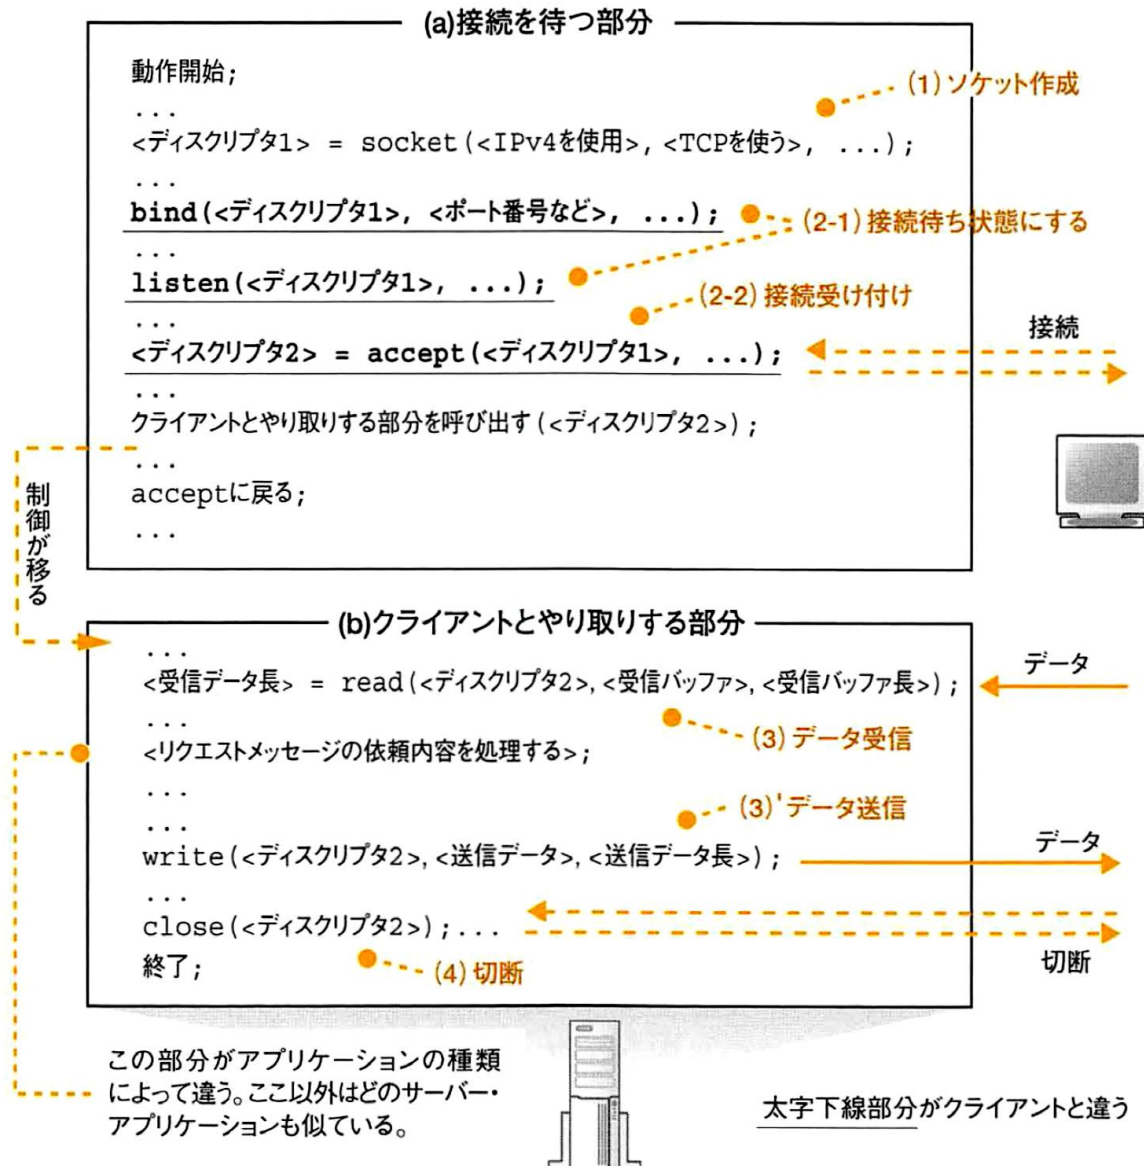 (a)接続を待つ部分
動作開始;
...
(1)ソケット作成
<ディスクリプタ1> = socket(<IPv4を使用>, <TCPを使う>, ...);
...
bind(<ディスクリプタ1>, <ポート番号など>, ...);
(2-1)接続待ち状態にする
...
listen(<ディスクリプタ1>, ...);
(2-2)接続受け付け
...
接続
<ディスクリプタ2> = accept(<ディスクリプタ1>, ...);
...
クライアントとやり取りする部分を呼び出す(<ディスクリプタ2>);
...
acceptに戻る;
...
制御が移る
(b)クライアントとやり取りする部分
...
データ
<受信データ長> = read(<ディスクリプタ2>,<受信バッファ>,<受信バッファ長>);
...
(3)データ受信
<リクエストメッセージの依頼内容を処理する>;
...
(3)'データ送信
...
データ
write(<ディスクリプタ2>,<送信データ>,<送信データ長>);
...
close(<ディスクリプタ2>);...
切断
終了;
(4)切断
この部分がアプリケーションの種類
によって違う。ここ以外はどのサーバー・
アプリケーションも似ている。
太字下線部分がクライアントと違う